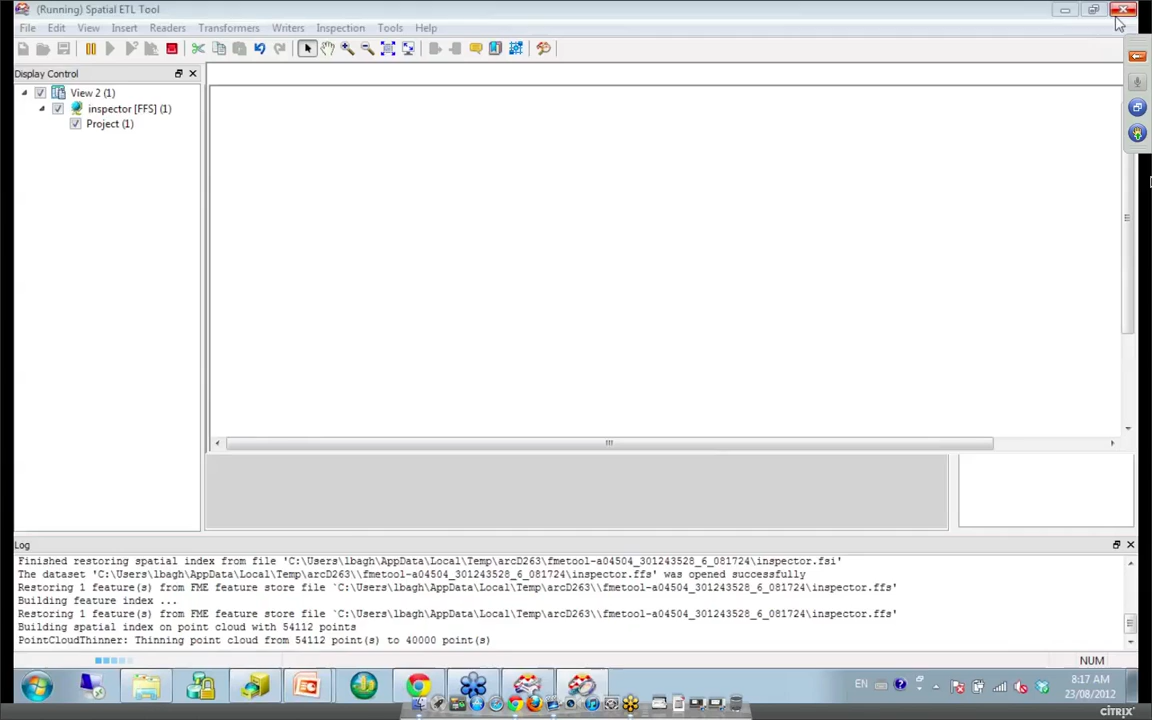 (Running) Spatial ETL Tool
File Edit View Insert Readers Transformers Writers Inspection Tools Help
Display Control
View 2 (1)
inspector [FFS] (1)
Project (1)
Log
Finished restoring spatial index from file 'C:\Users\lbagh\AppData\Local\Temp\arcD263\fmetool-a04504_301243528_6_081724\inspector.fsi'
The dataset 'C:\Users\lbagh\AppData\Local\Temp\arcD263\\fmetool-a04504_301243528_6_081724\inspector.ffs' was opened successfully
Restoring 1 feature(s) from FME feature store file `C:\Users\lbagh\AppData\Local\Temp\arcD263\\fmetool-a04504_301243528_6_081724\inspector.ffs'
Building feature index ...
Restoring 1 feature(s) from FME feature store file `C:\Users\lbagh\AppData\Local\Temp\arcD263\\fmetool-a04504_301243528_6_081724\inspector.ffs'
Building spatial index on point cloud with 54112 points
PointCloudThinner: Thinning point cloud from 54112 point(s) to 40000 point(s)
NUM
EN
8:17 AM
23/08/2012
CITRIX